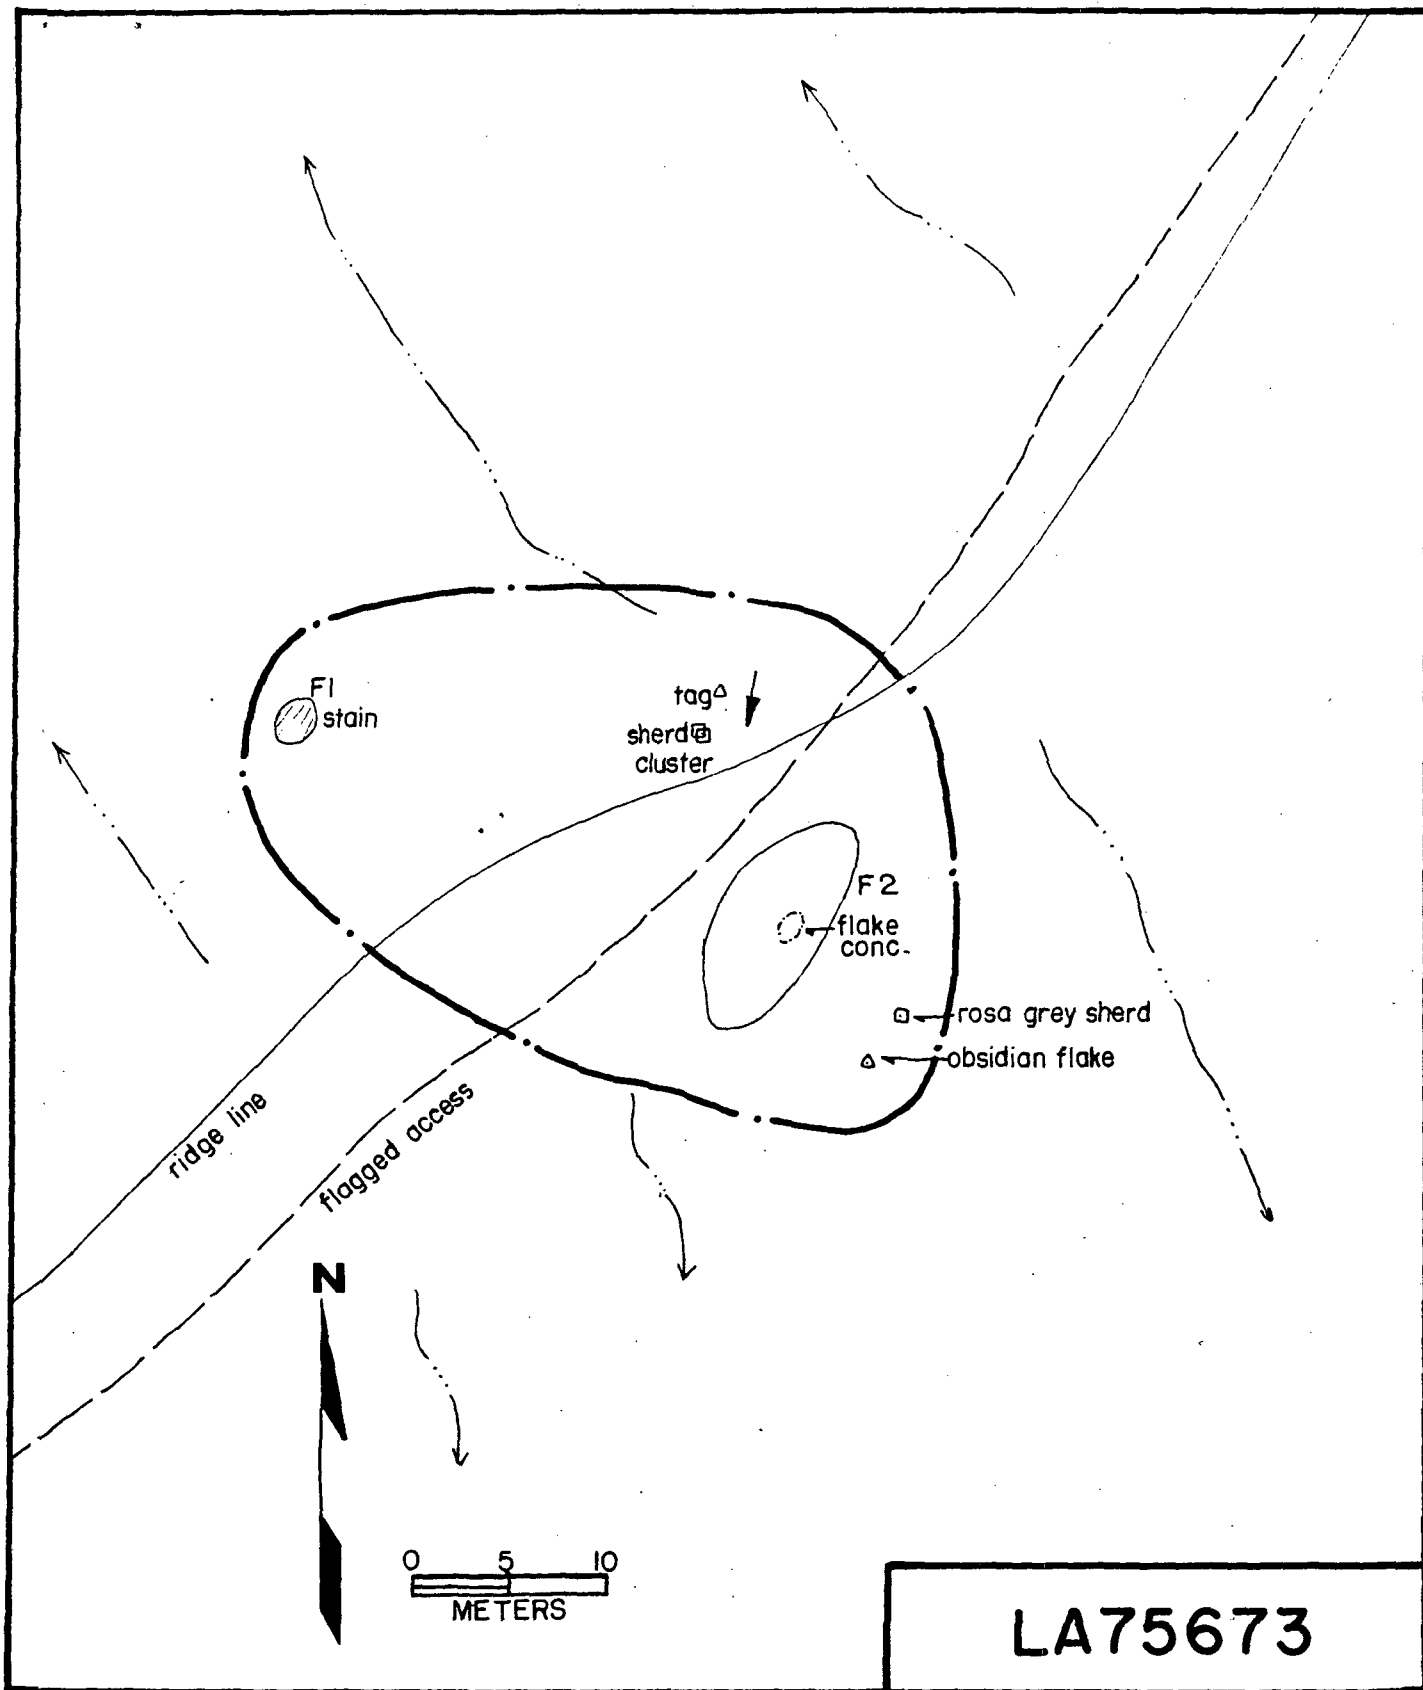 F1
stain
tag
sherd
cluster
F2
flake
conc.
rosa grey sherd
obsidian flake
ridge line
flagged access
N
0 5 10
METERS
LA75673